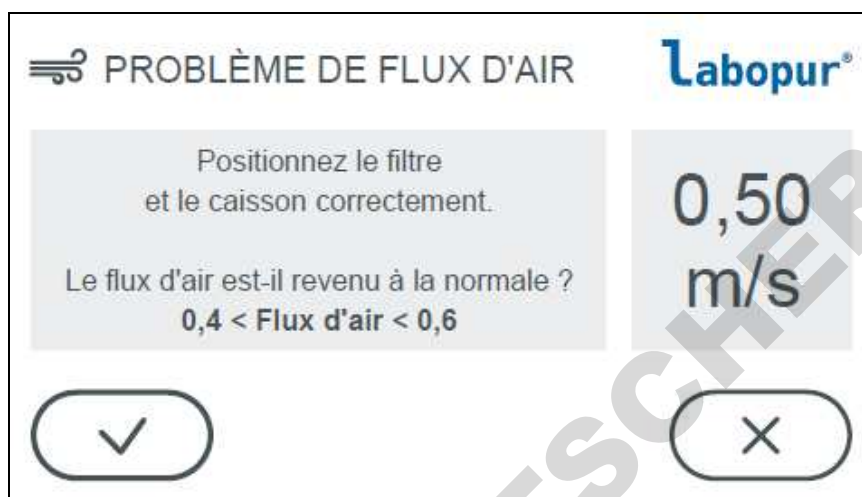 PROBLÈME DE FLUX D'AIR
Labopur®
Positionnez le filtre
et le caisson correctement.
Le flux d'air est-il revenu à la normale ?
0,4 < Flux d'air < 0,6
0,50
m/s